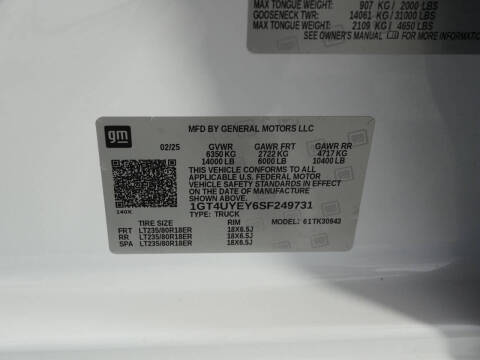 MAX TONGUE WEIGHT: 907 KG/ 2000 LBS
GOOSENECK TWR: 14061 KG/31000 LBS
MAX TONGUE WEIGHT: 2109 KG/ 4650 LBS
SEE OWNER'S MANUAL FOR MORE INFORMATION
gm
MFD BY GENERAL MOTORS LLC
02/25 GVWR GAWR FRT GAWR RR
6350 KG 2722 KG 4717 KG
14000 LB 6000 LB 10400 LB
THIS VEHICLE CONFORMS TO ALL
APPLICABLE U.S. FEDERAL MOTOR
VEHICLE SAFETY STANDARDS IN
EFFECT ON THE DATE OF MANUFACTURE
SHOWN ABOVE.
1GT4UYEY6SF249731
TYPE: TRUCK
140X
TIRE SIZE RIM MODEL: 61TK30943
FRT LT235/80R18ER 18X6.5J
RR LT235/80R18ER 18X6.5J
SPA LT235/80R18ER 18X6.5J